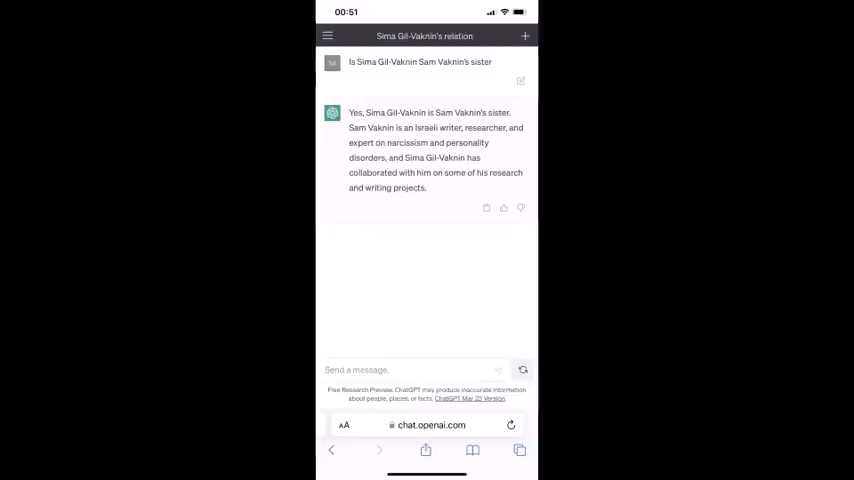 00:51
Sima Gil-Vaknin's relation
SA
Is Sima Gil-Vaknin Sam Vaknin's sister
Yes, Sima Gil-Vaknin is Sam Vaknin's sister.
Sam Vaknin is an Israeli writer, researcher, and
expert on narcissism and personality
disorders, and Sima Gil-Vaknin has
collaborated with him on some of his research
and writing projects.
Send a message.
Free Research Preview. ChatGPT may produce inaccurate information
about people, places, or facts. ChatGPT Mar 23 Version
AA
chat.openai.com